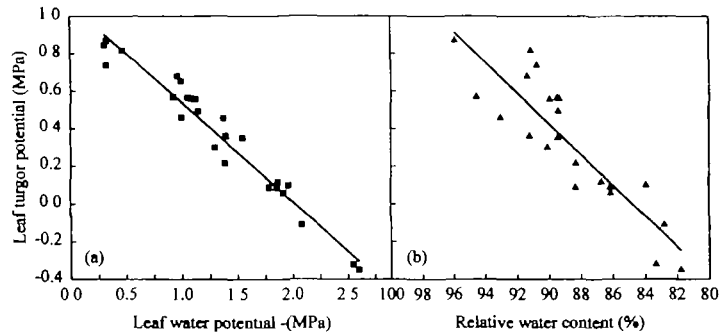 Leaf turgor potential (MPa)
1 0
0.8
0.6
0.4
0.2
0.0
-0.2
-0.4
(a)
(b)
0 0 0.5 1.0 1.5 2.0 2 5 3 0
100 98 96 94 92 90 88 86 84 82 80
Leaf water potential -(MPa)
Relative water content (%)